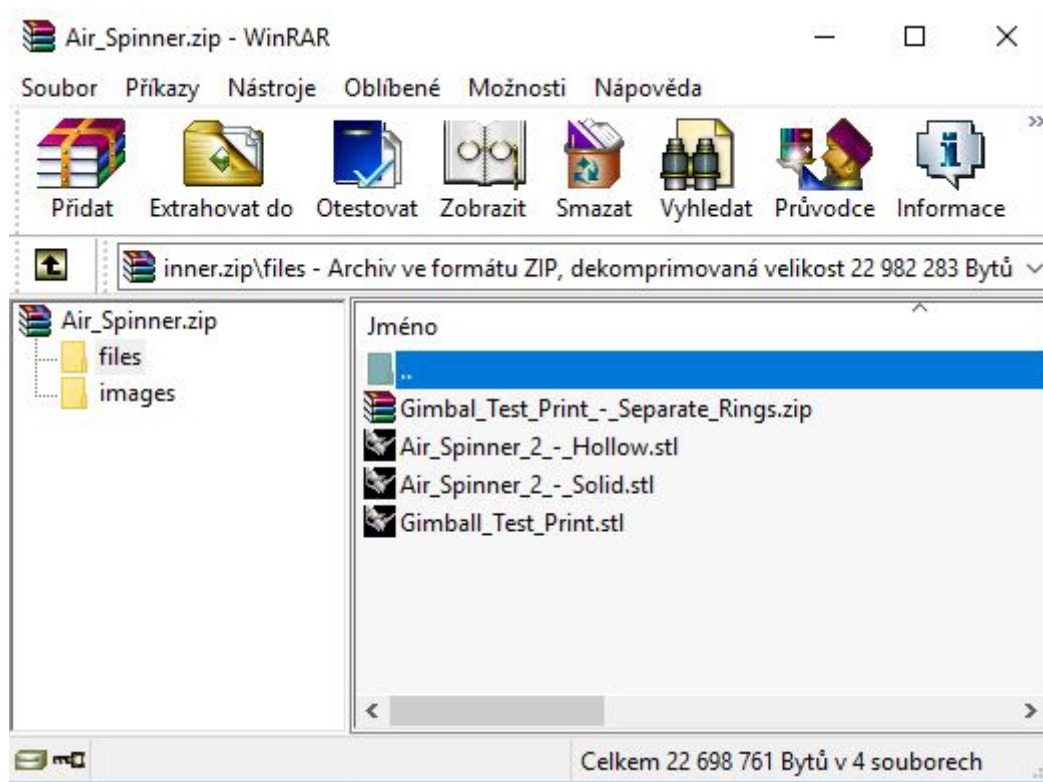 Air_Spinner.zip - WinRAR
Soubor Příkazy Nástroje Oblíbené Možnosti Nápověda
Přidat Extrahovat do Otestovat Zobrazit Smazat Vyhledat Průvodce Informace
inner.zip\files - Archiv ve formátu ZIP, dekomprimovaná velikost 22 982 283 Bytů
Air_Spinner.zip
files
images
Jméno
..
Gimbal_Test_Print_-_Separate_Rings.zip
Air_Spinner_2_-_Hollow.stl
Air_Spinner_2_-_Solid.stl
Gimball_Test_Print.stl
Celkem 22 698 761 Bytů v 4 souborech